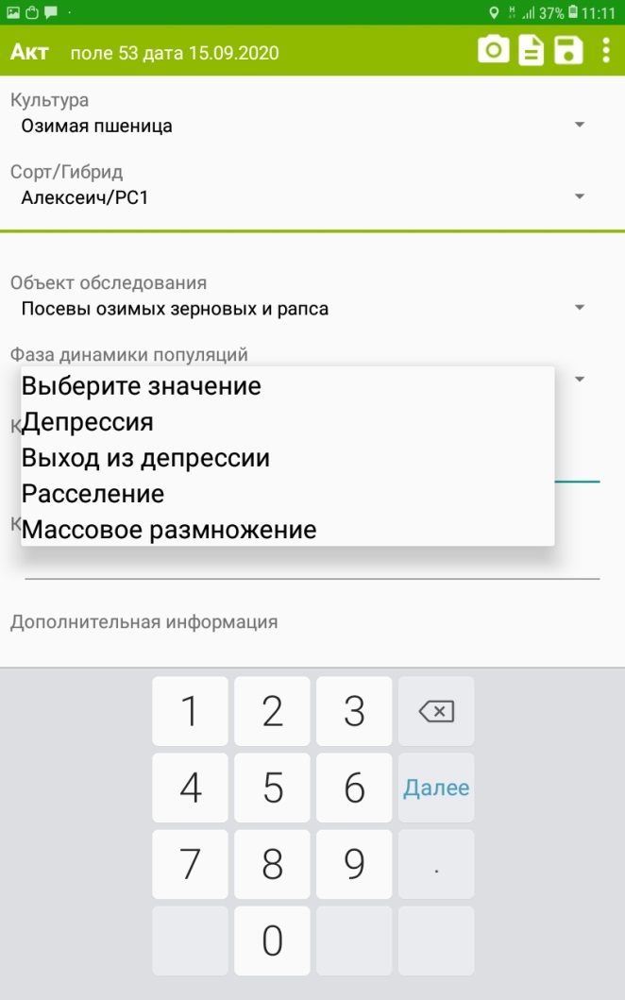 37% 11:11
Акт поле 53 дата 15.09.2020
Культура
Озимая пшеница
Сорт/Гибрид
Алексеич/РС1
Объект обследования
Посевы озимых зерновых и рапса
Фаза динамики популяций
Выберите значение
К
Депрессия
Выход из депрессии
Расселение
К
Массовое размножение
Дополнительная информация
1 2 3
4 5 6 Далее
7 8 9 .
0